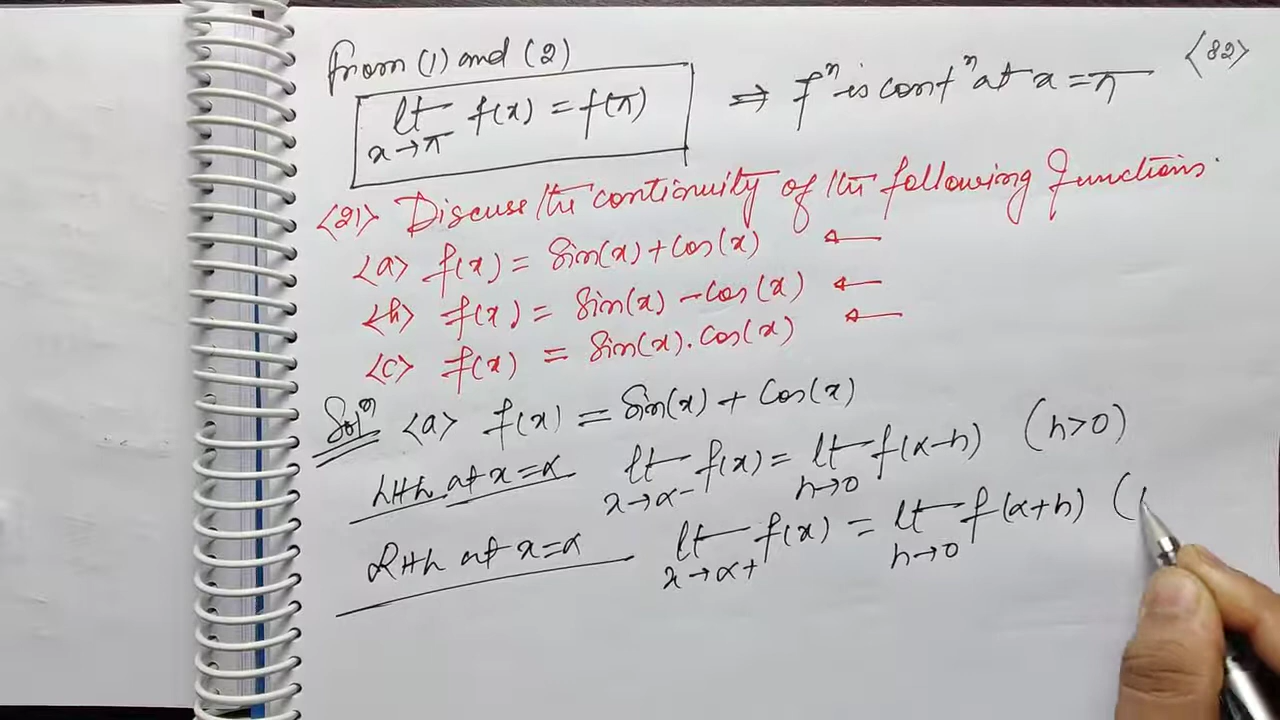 from (1) and (2)
<82>
lt x→π f(x) = f(π) ⇒ fⁿ is contⁿ at x = π
<21> Discuss the continuity of the following functions.
<a> f(x) = Sin(x) + Cos(x) ←
<b> f(x) = Sin(x) - Cos(x) ←
<c> f(x) = Sin(x). Cos(x) ←
Solⁿ <a> f(x) = Sin(x) + Cos(x)
LHL at x=α lt x→α- f(x) = lt h→0 f(α-h) (h>0)
RHL at x=α lt x→α+ f(x) = lt h→0 f(α+h) (